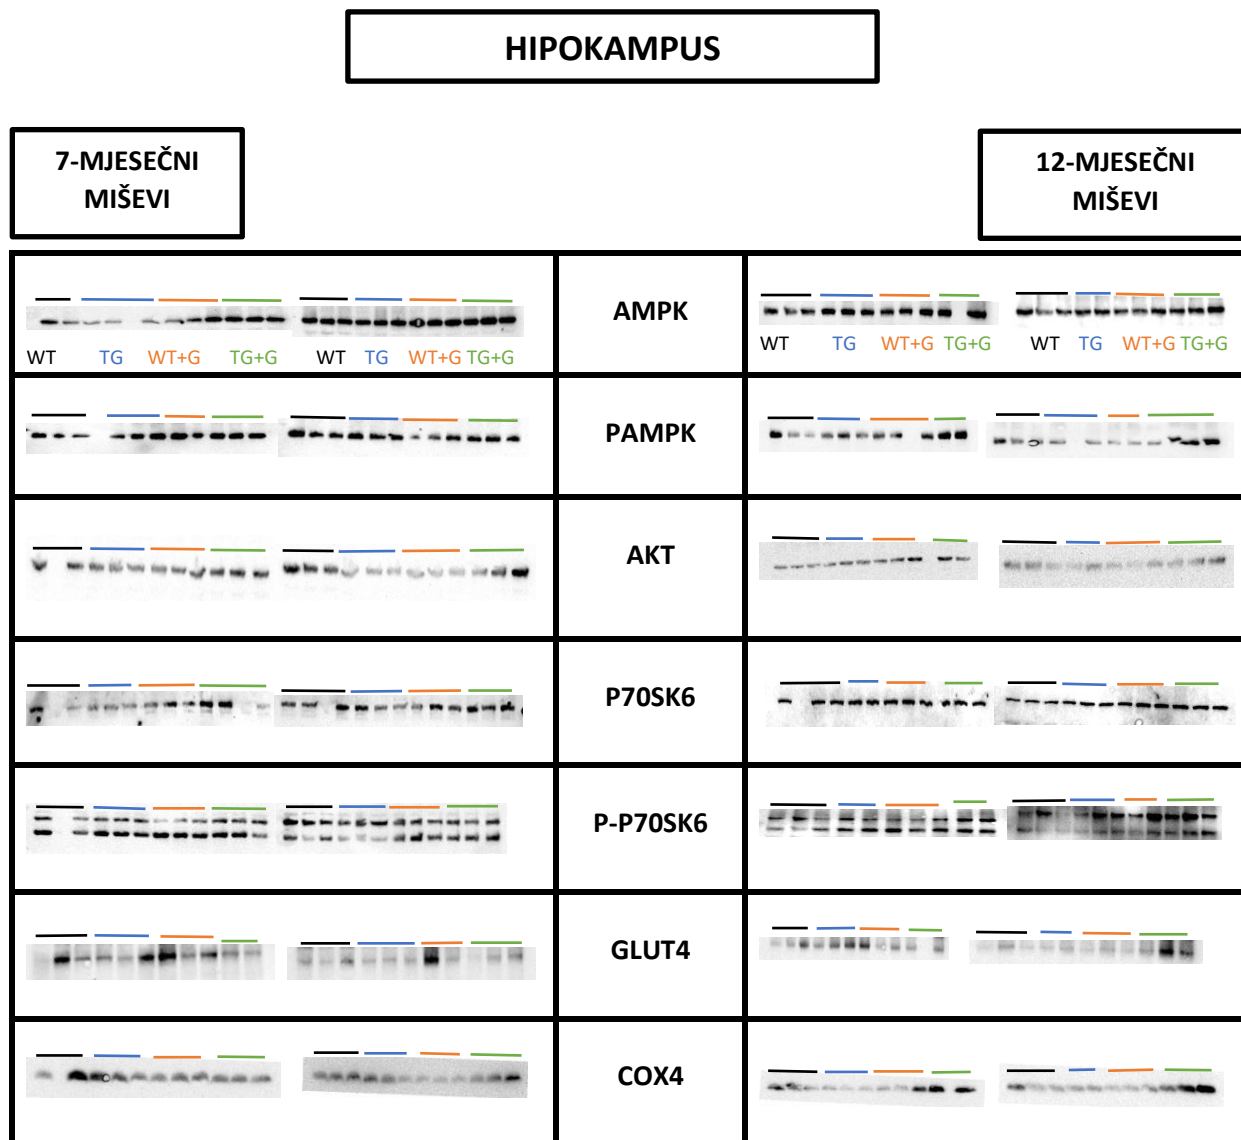 HIPOKAMPUS
7-MJESEČNI
MIŠEVI
12-MJESEČNI
MIŠEVI
AMPK
WT TG WT+G TG+G WT TG WT+G TG+G
WT TG WT+G TG+G WT TG WT+G TG+G
PAMPK
AKT
P70SK6
P-P70SK6
GLUT4
COX4